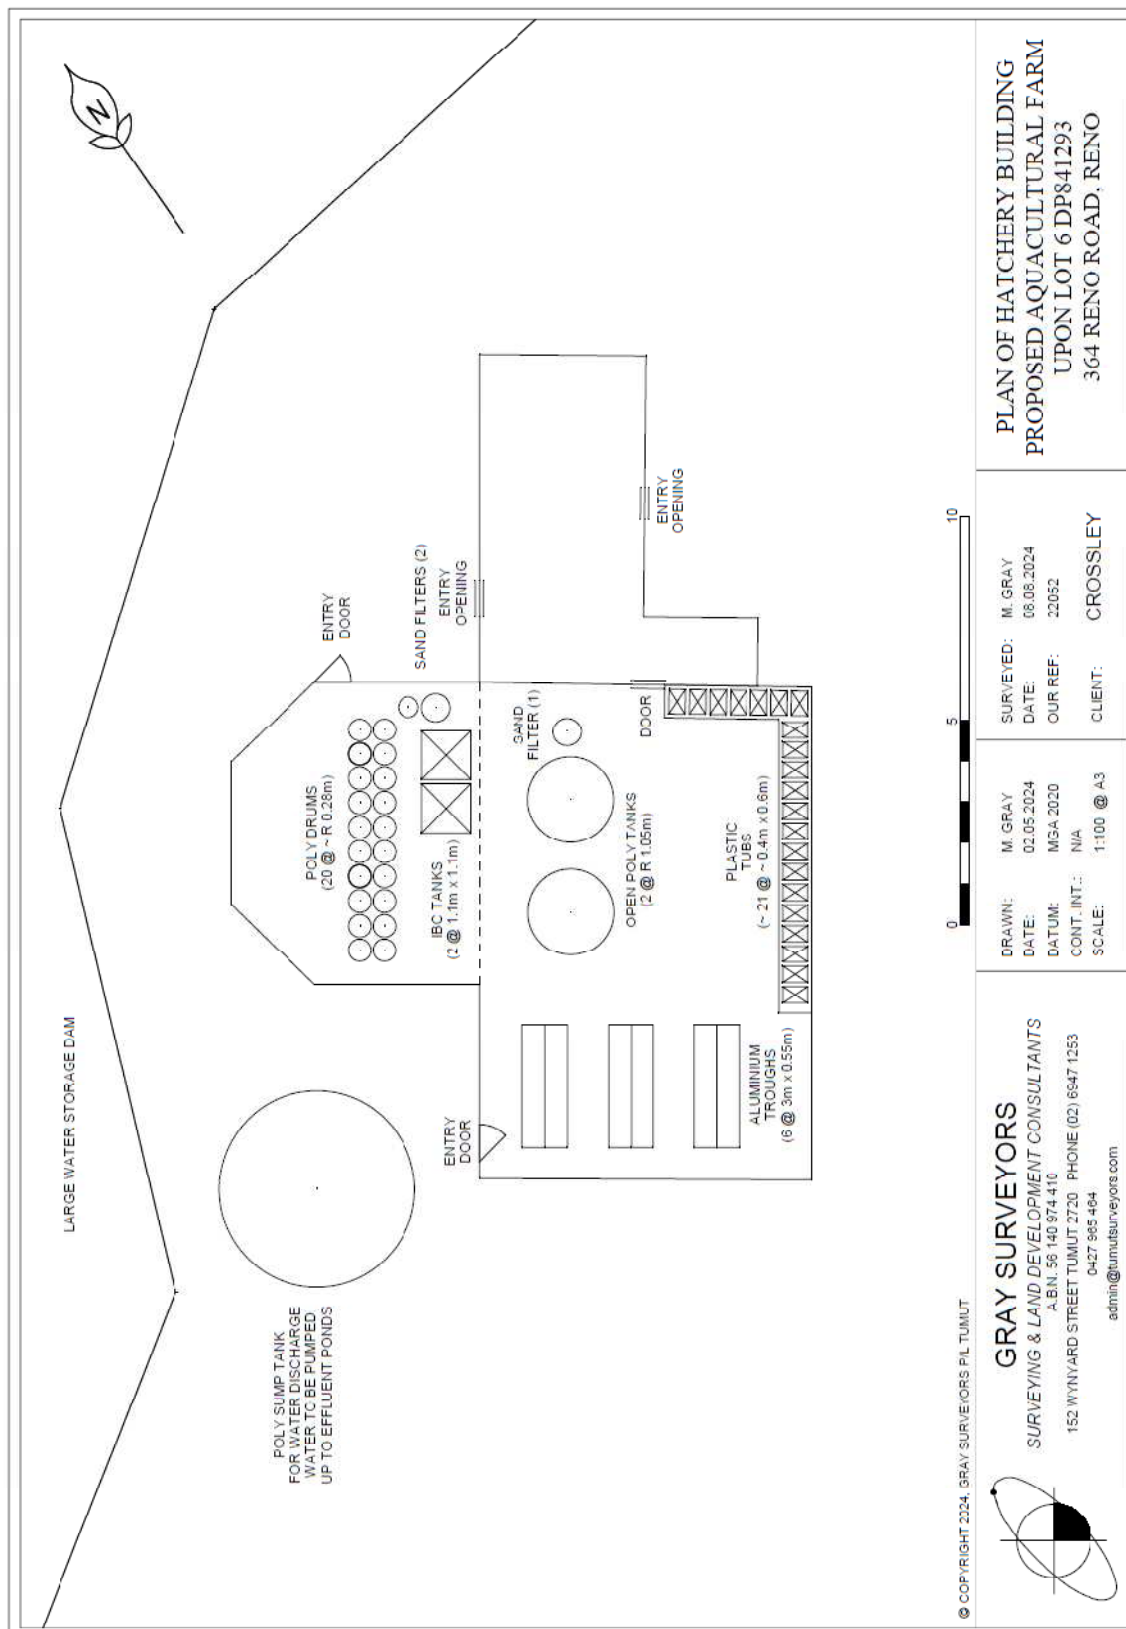 LARGE WATER STORAGE DAM
N
POLY SUMP TANK
FOR WATER DISCHARGE
WATER TO BE PUMPED
UP TO EFFLUENT PONDS
ENTRY
DOOR
POLY DRUMS
(20 @ ~ R 0.28m)
ENTRY
DOOR
IBC TANKS
(2 @ 1.1m x 1.1m)
SAND FILTERS (2)
ENTRY
OPENING
SAND
FILTER (1)
OPEN POLY TANKS
(2 @ R 1.05m)
DOOR
ENTRY
OPENING
ALUMINIUM
TROUGHS
(6 @ 3m x 0.55m)
PLASTIC
TUBS
(~ 21 @ ~ 0.4m x 0.6m)
0
5
10
© COPYRIGHT 2024, GRAY SURVEYORS P/L TUMUT
GRAY SURVEYORS
SURVEYING & LAND DEVELOPMENT CONSULTANTS
A.B.N. 56 140 974 410
152 WYNYARD STREET TUMUT 2720 PHONE (02) 6947 1253
0427 965 464
admin@tumutsurveyors.com
DRAWN: M. GRAY
DATE: 02.05.2024
DATUM: MGA 2020
CONT. INT.: N/A
SCALE: 1:100 @ A3
SURVEYED: M. GRAY
DATE: 08.08.2024
OUR REF: 22052
CLIENT: CROSSLEY
PLAN OF HATCHERY BUILDING
PROPOSED AQUACULTURAL FARM
UPON LOT 6 DP841293
364 RENO ROAD, RENO